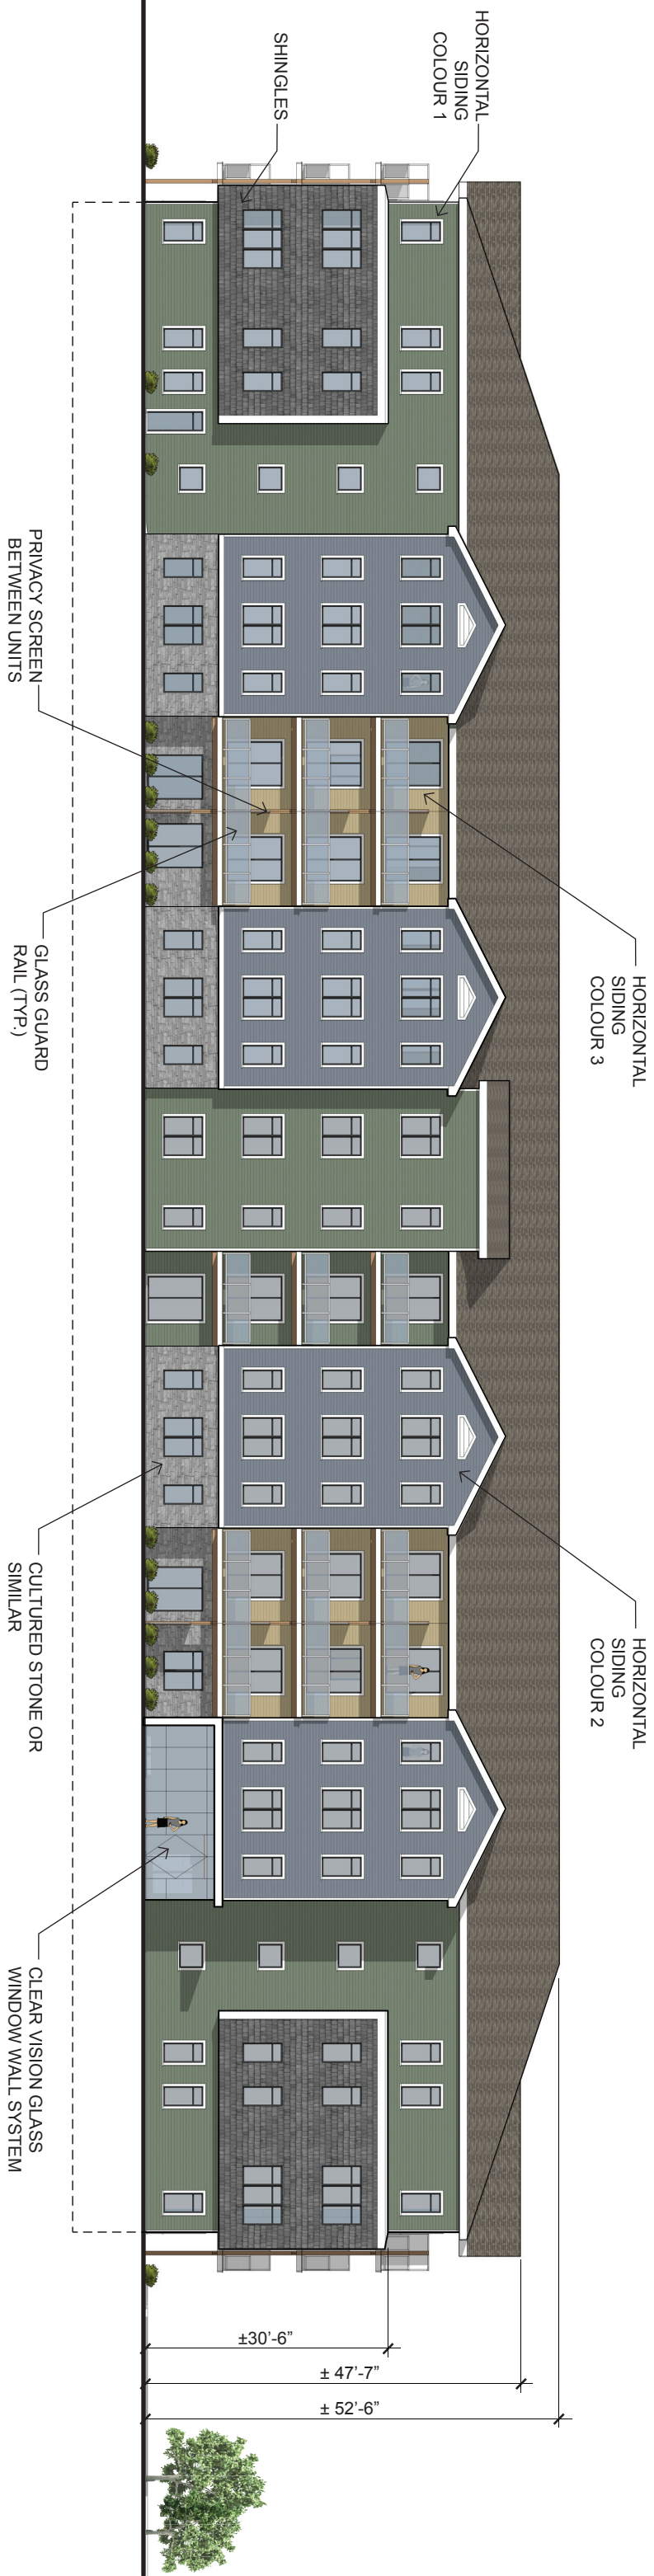 HORIZONTAL
SIDING
COLOUR 1
SHINGLES
HORIZONTAL
SIDING
COLOUR 3
HORIZONTAL
SIDING
COLOUR 2
PRIVACY SCREEN
BETWEEN UNITS
GLASS GUARD
RAIL (TYP.)
CULTURED STONE OR
SIMILAR
CLEAR VISION GLASS
WINDOW WALL SYSTEM
±30’-6”
± 47’-7”
± 52’-6”